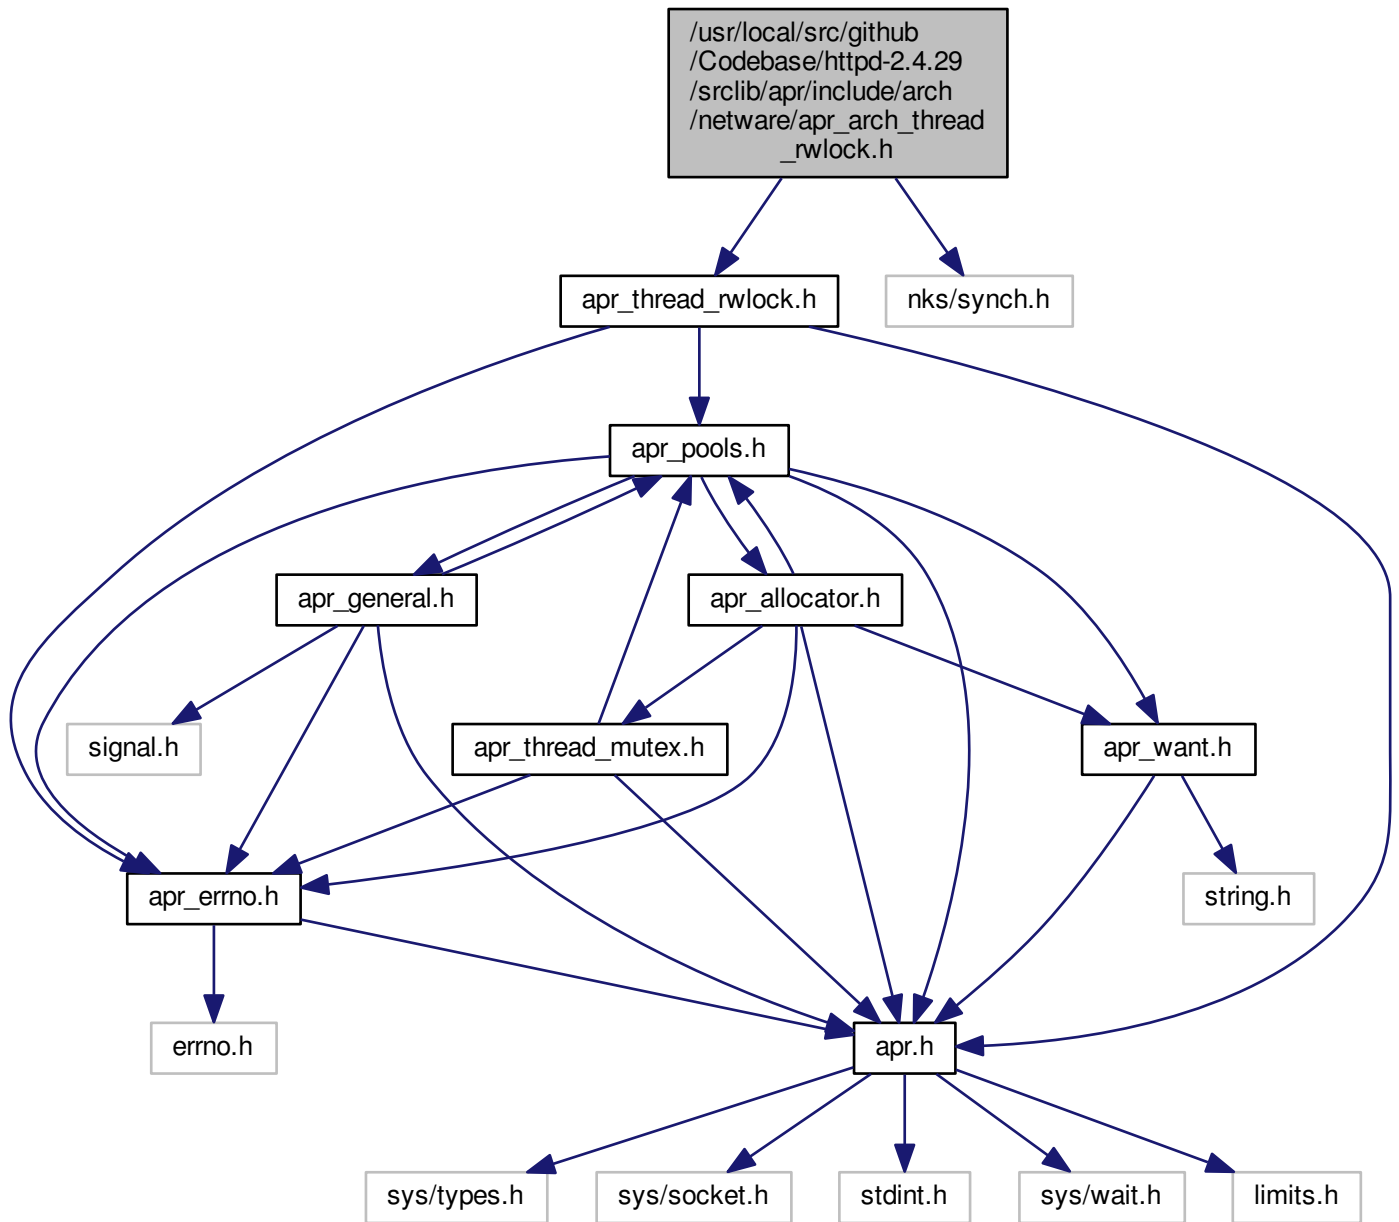 /usr/local/src/github
/Codebase/httpd-2.4.29
/srclib/apr/include/arch
/netware/apr_arch_thread
_rwlock.h
apr_thread_rwlock.h
nks/synch.h
apr_pools.h
apr_general.h
apr_allocator.h
signal.h
apr_thread_mutex.h
apr_want.h
apr_errno.h
string.h
errno.h
apr.h
sys/types.h
sys/socket.h
stdint.h
sys/wait.h
limits.h